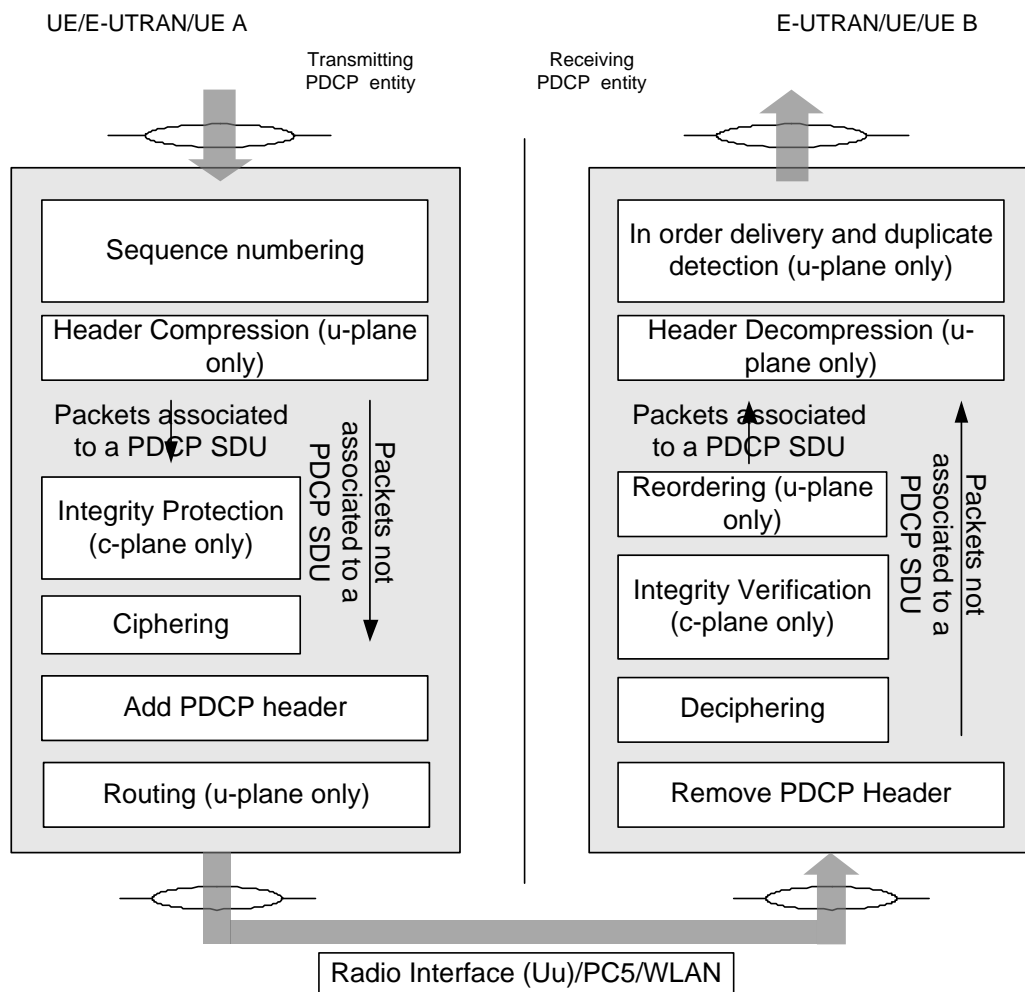 UE/E-UTRAN/UE A
E-UTRAN/UE/UE B
Transmitting
PDCP entity
Receiving
PDCP entity
Sequence numbering
Header Compression (u-plane
only)
Packets associated
to a PDCP SDU
Packets not
associated to a
PDCP SDU
Integrity Protection
(c-plane only)
Ciphering
Add PDCP header
Routing (u-plane only)
In order delivery and duplicate
detection (u-plane only)
Header Decompression (u-
plane only)
Packets associated
to a PDCP SDU
Reordering (u-plane
only)
Packets not
associated to a
PDCP SDU
Integrity Verification
(c-plane only)
Deciphering
Remove PDCP Header
Radio Interface (Uu)/PC5/WLAN